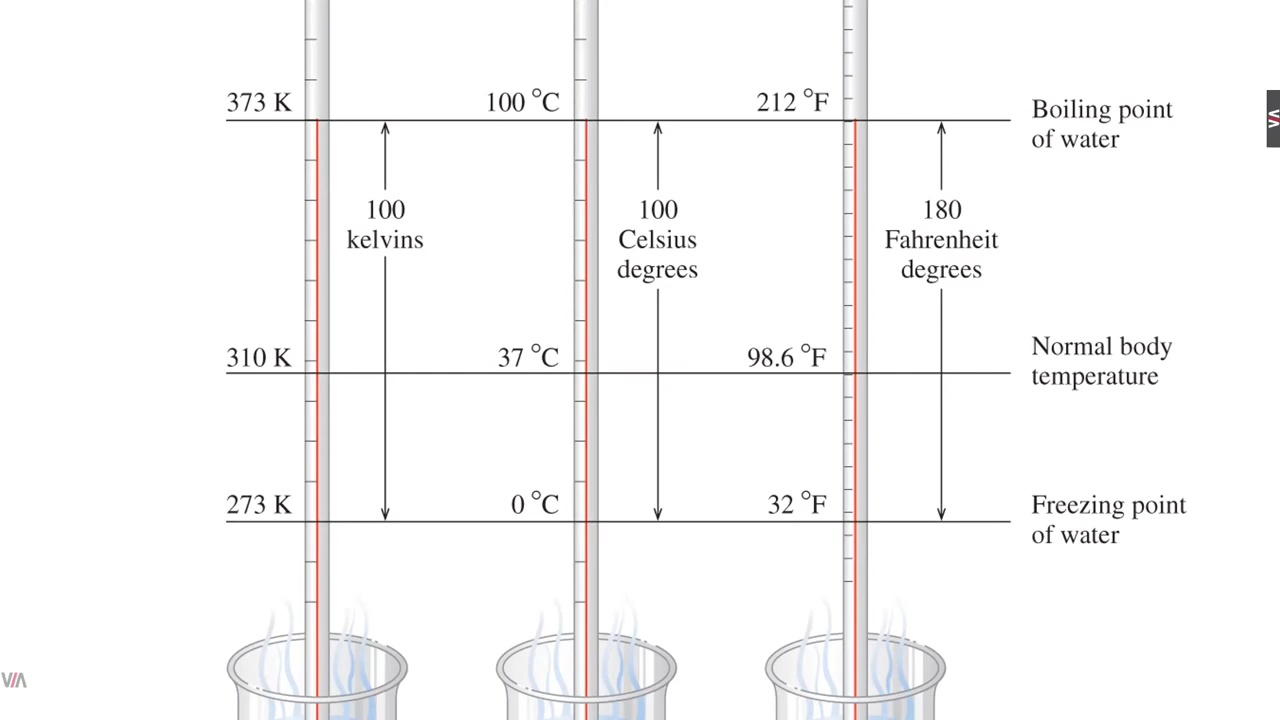 373 K
100 °C
212 °F
Boiling point
of water
100
kelvins
100
Celsius
degrees
180
Fahrenheit
degrees
310 K
37 °C
98.6 °F
Normal body
temperature
273 K
0 °C
32 °F
Freezing point
of water
VIA